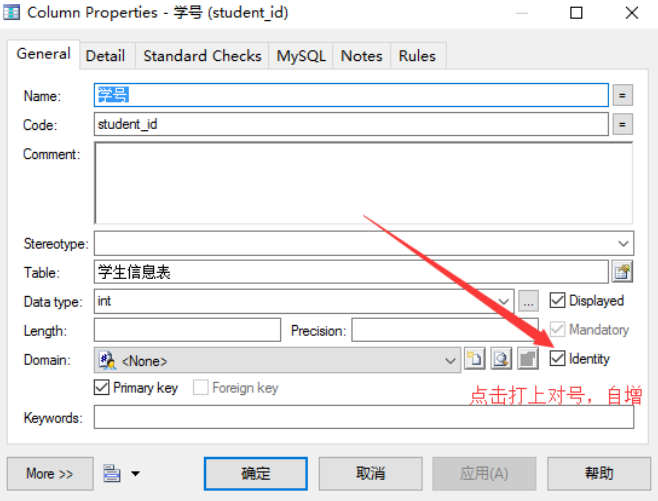 Column Properties - 学号 (student_id)
General Detail Standard Checks MySQL Notes Rules
Name: 学号 =
Code: student_id =
Comment:
Stereotype:
Table: 学生信息表
Data type: int ... Displayed
Length: Precision: Mandatory
Domain: <None> Identity
Primary key Foreign key
点击打上对号，自增
Keywords:
More >> 确定 取消 应用(A) 帮助